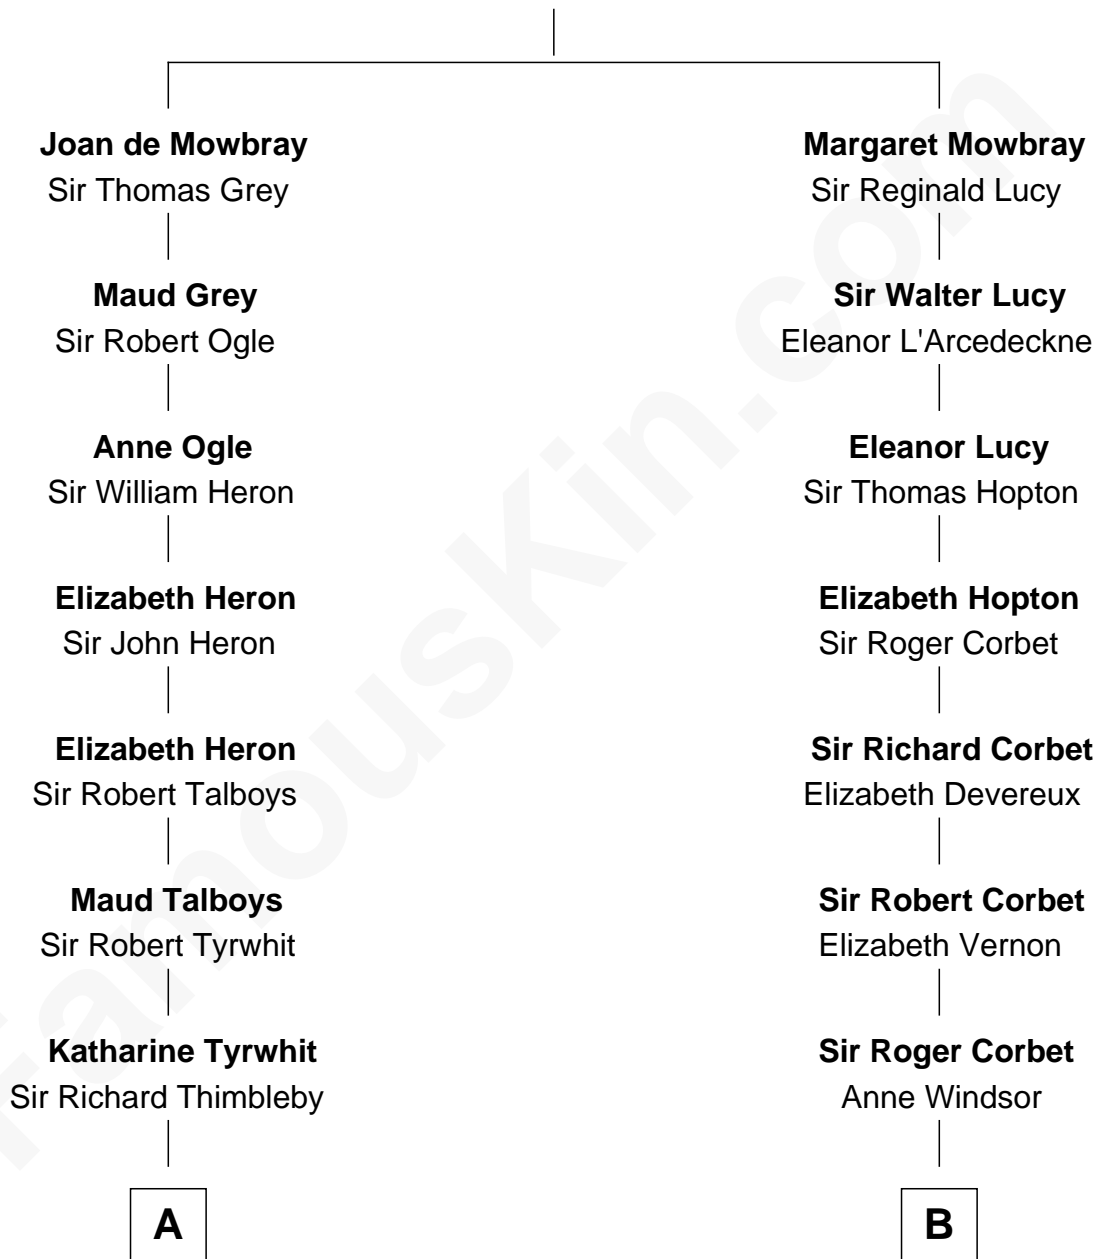 Joan de Mowbray
Sir Thomas Grey
Maud Grey
Sir Robert Ogle
Anne Ogle
Sir William Heron
Elizabeth Heron
Sir John Heron
Elizabeth Heron
Sir Robert Talboys
Maud Talboys
Sir Robert Tyrwhit
Katharine Tyrwhit
Sir Richard Thimbleby
A
Margaret Mowbray
Sir Reginald Lucy
Sir Walter Lucy
Eleanor L'Arcedeckne
Eleanor Lucy
Sir Thomas Hopton
Elizabeth Hopton
Sir Roger Corbet
Sir Richard Corbet
Elizabeth Devereux
Sir Robert Corbet
Elizabeth Vernon
Sir Roger Corbet
Anne Windsor
B
FamousKin.com